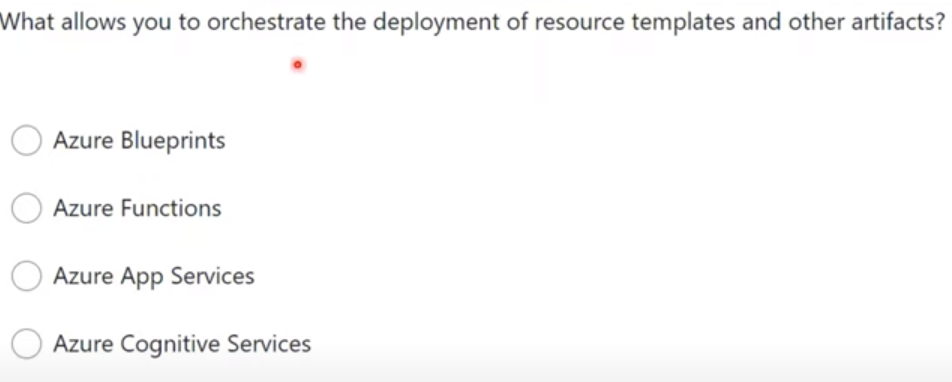 What allows you to orchestrate the deployment of resource templates and other artifacts?
Azure Blueprints
Azure Functions
Azure App Services
Azure Cognitive Services